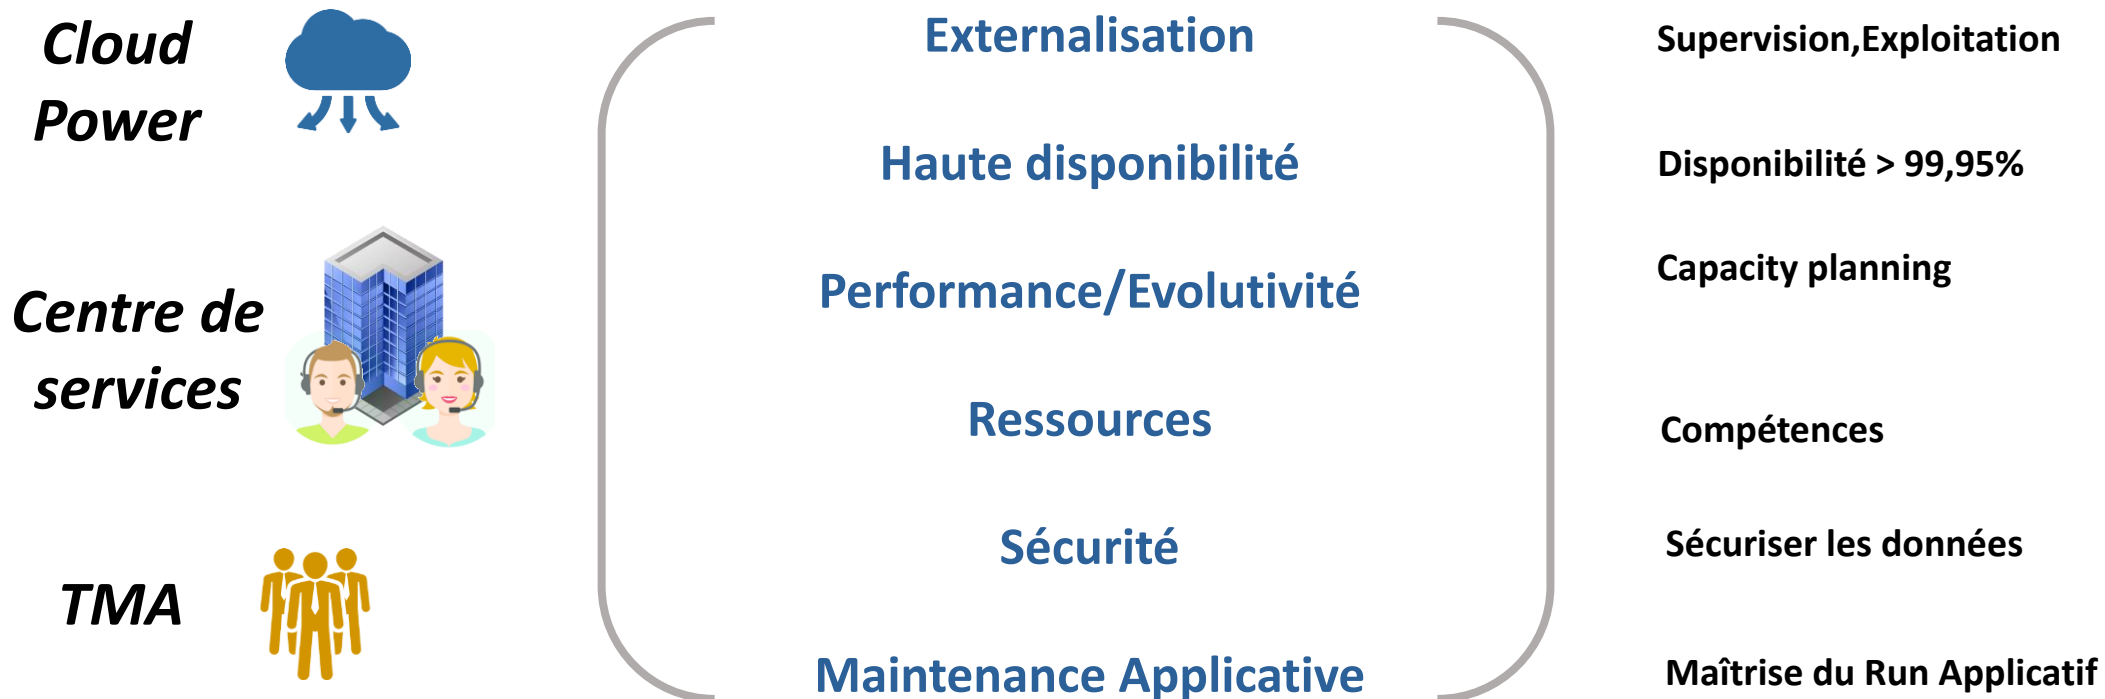 Cloud
Power
Centre de
services
TMA
Externalisation
Haute disponibilité
Performance/Evolutivité
Ressources
Sécurité
Maintenance Applicative
Supervision,Exploitation
Disponibilité > 99,95%
Capacity planning
Compétences
Sécuriser les données
Maîtrise du Run Applicatif